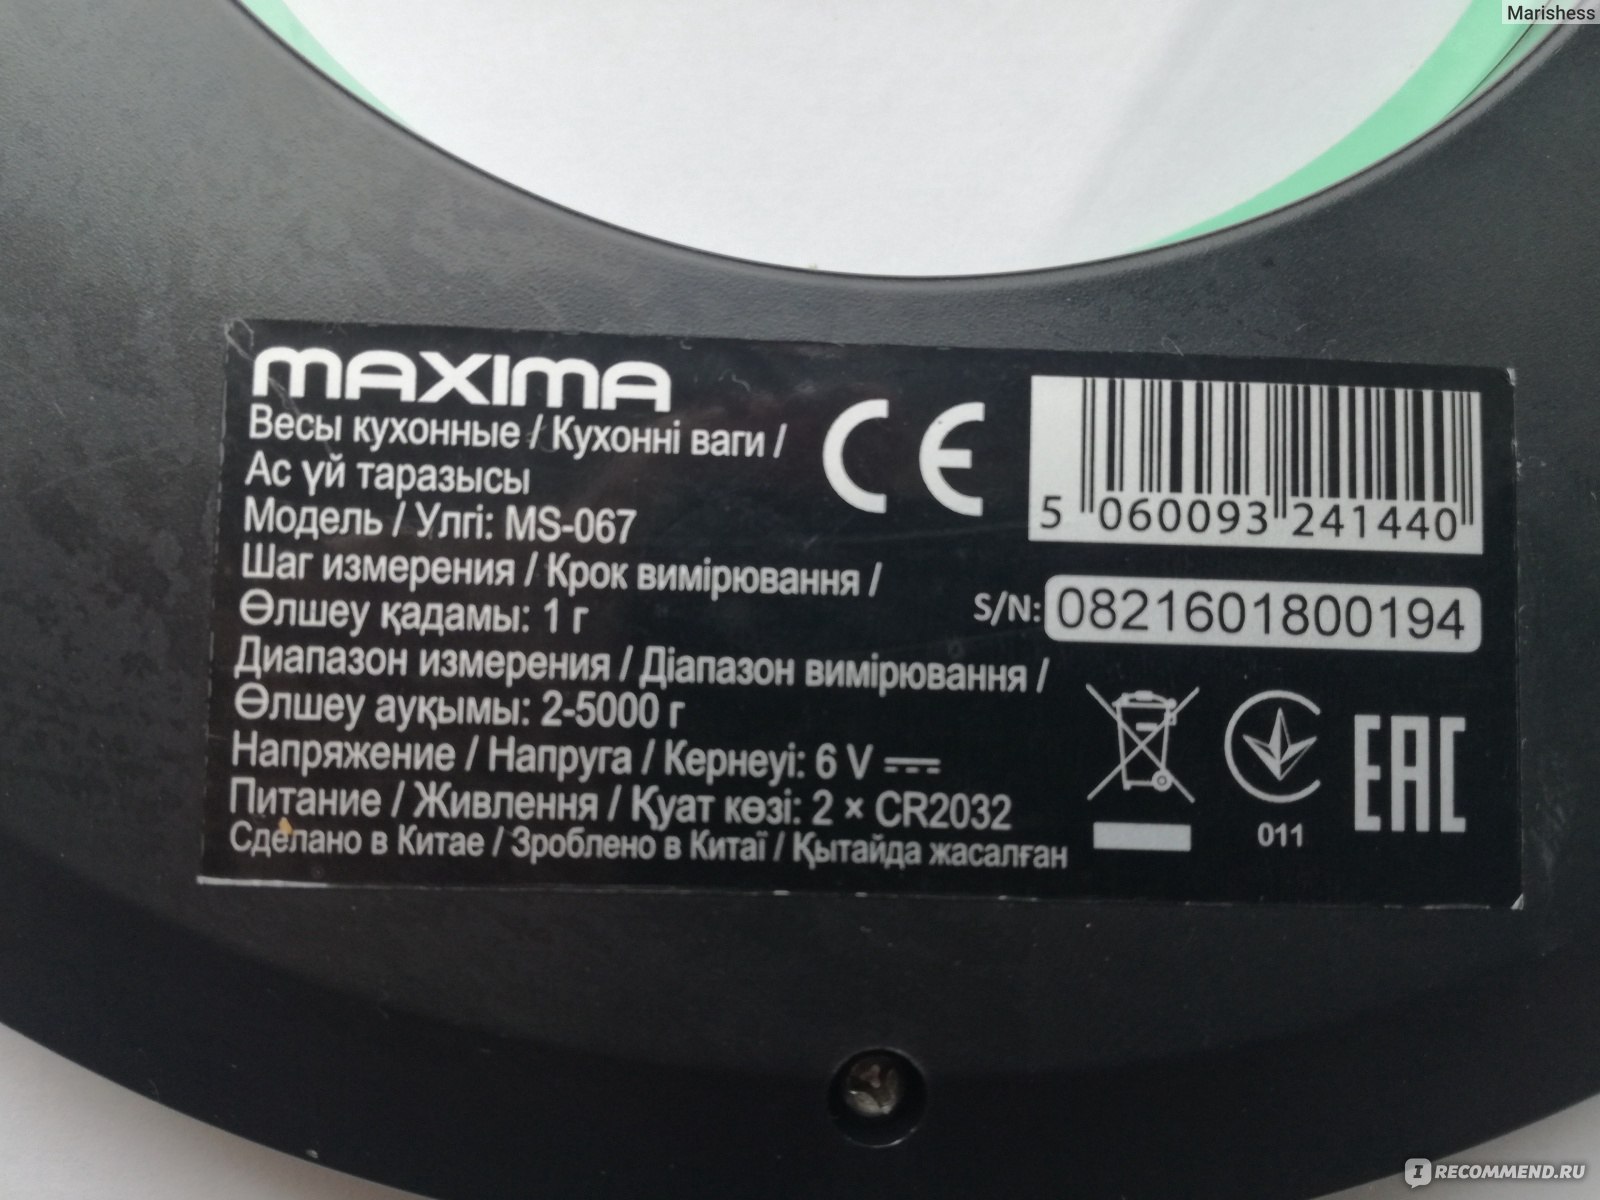 Marishess
MAXIMA
Весы кухонные / Кухонні ваги /
Ас үй таразысы
Модель / Улгі: MS-067
Шаг измерения / Крок вимірювання /
Өлшеу қадамы: 1 г
Диапазон измерения / Діапазон вимірювання /
Өлшеу ауқымы: 2-5000 г
Напряжение / Напруга / Кернеуі: 6 V
Питание / Живлення / Қуат көзі: 2 × CR2032
Сделано в Китае / Зроблено в Китаї / Қытайда жасалған
CE
5 060093 241440
S/N: 0821601800194
011
EAC
IRECOMMEND.RU